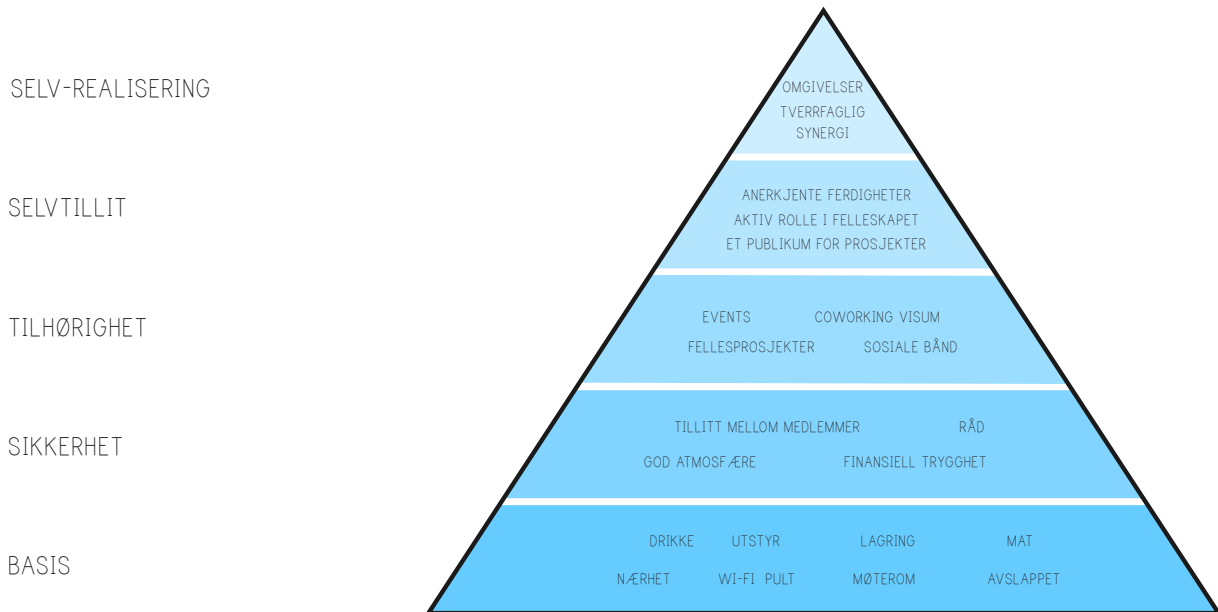 SELV-REALISERING
OMGIVELSER
TVERRFAGLIG
SYNERGI
SELVTILLIT
ANERKJENTE FERDIGHETER
AKTIV ROLLE I FELLESKAPET
ET PUBLIKUM FOR PROSJEKTER
TILHØRIGHET
EVENTS COWORKING VISUM
FELLESPROSJEKTER SOSIALE BÅND
SIKKERHET
TILLITT MELLOM MEDLEMMER RÅD
GOD ATMOSFÆRE FINANSIELL TRYGGHET
BASIS
DRIKKE UTSTYR LAGRING MAT
NÆRHET WI-FI PULT MØTEROM AVSLAPPET